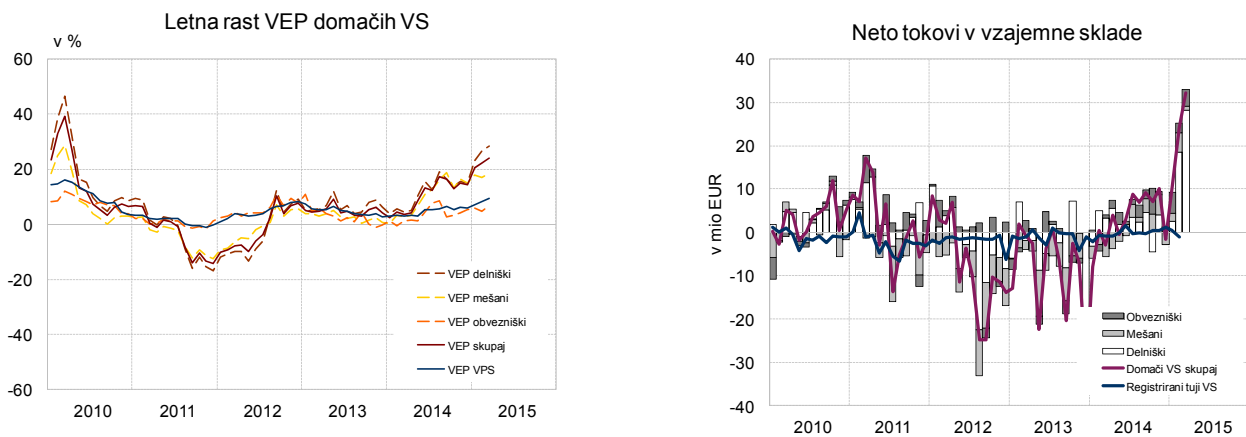 Letna rast VEP domačih VS
v %
60
40
20
0
-20
-40
-60
VEP delniški
VEP mešani
VEP obvezniški
VEP skupaj
VEP VPS
2010 2011 2012 2013 2014 2015
Neto tokovi v vzajemne sklade
v mio EUR
40
30
20
10
0
-10
-20
-30
-40
Obvezniški
Mešani
Delniški
Domači VS skupaj
Registrirani tuji VS
2010 2011 2012 2013 2014 2015